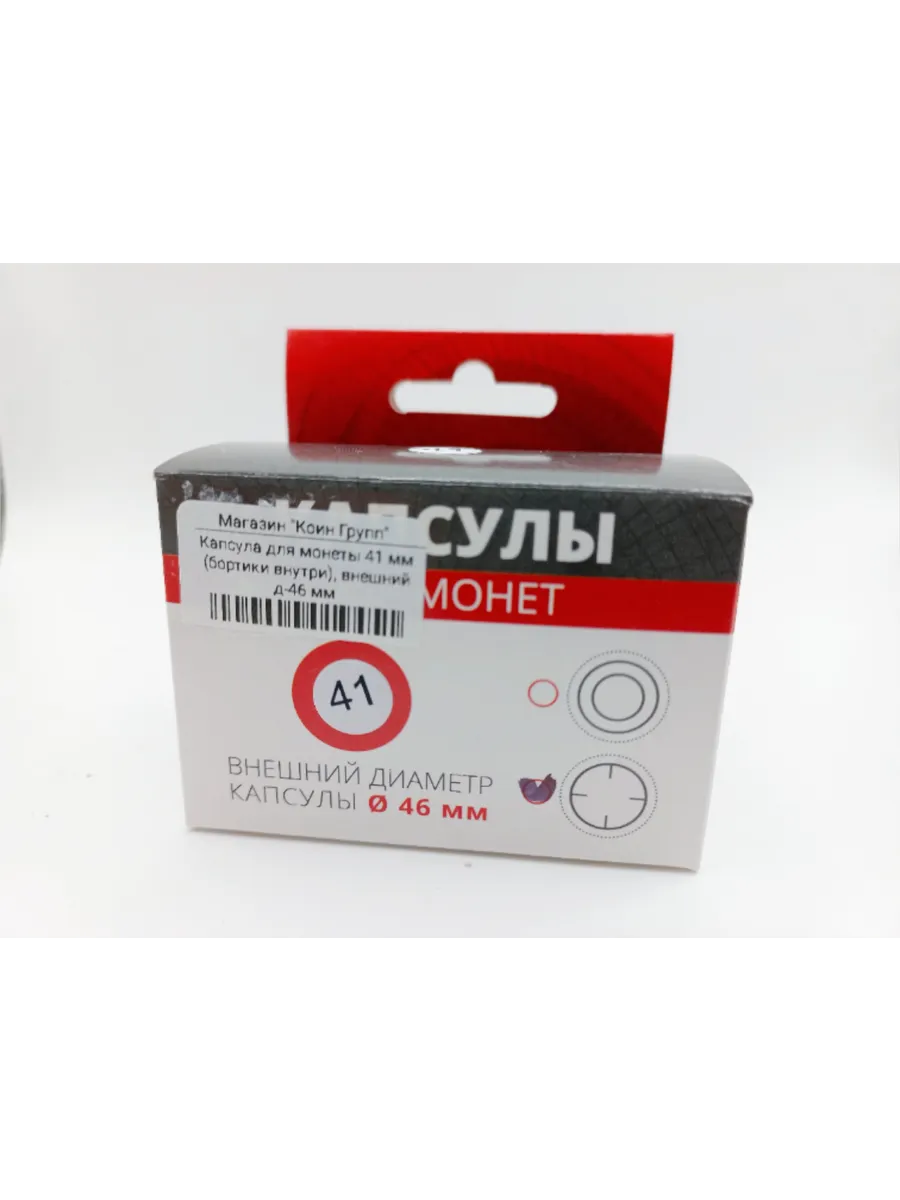 СУЛЫ
МОНЕТ
Магазин "Коин Групп"
Капсула для монеты 41 мм
(бортики внутри), внешний
д-46 мм
41
ВНЕШНИЙ ДИАМЕТР
КАПСУЛЫ Ø 46 мм